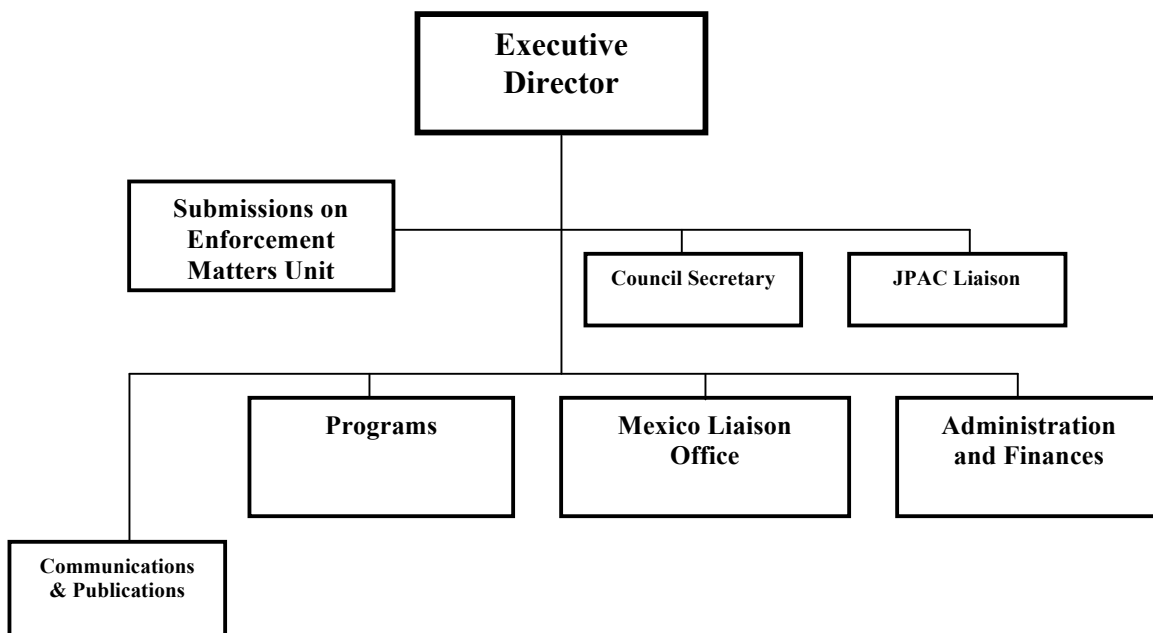 Executive
Director
Submissions on
Enforcement
Matters Unit
Council Secretary
JPAC Liaison
Programs
Mexico Liaison
Office
Administration
and Finances
Communications
& Publications